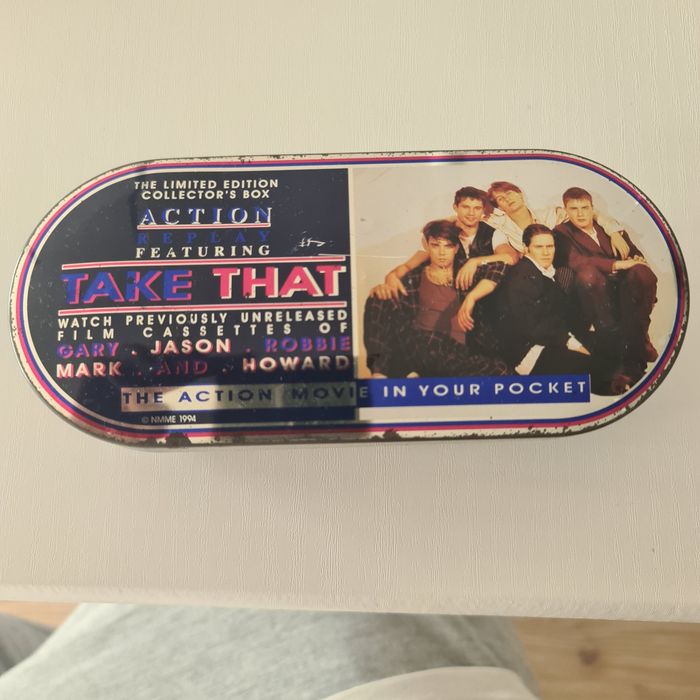 THE LIMITED EDITION
COLLECTOR'S BOX
ACTION
REPLAY
FEATURING
TAKE THAT
WATCH PREVIOUSLY UNRELEASED
FILM CASSETTES OF
GARY . JASON . ROBBIE
MARK . AND . HOWARD
THE ACTION MOVIE IN YOUR POCKET
© NMME 1994